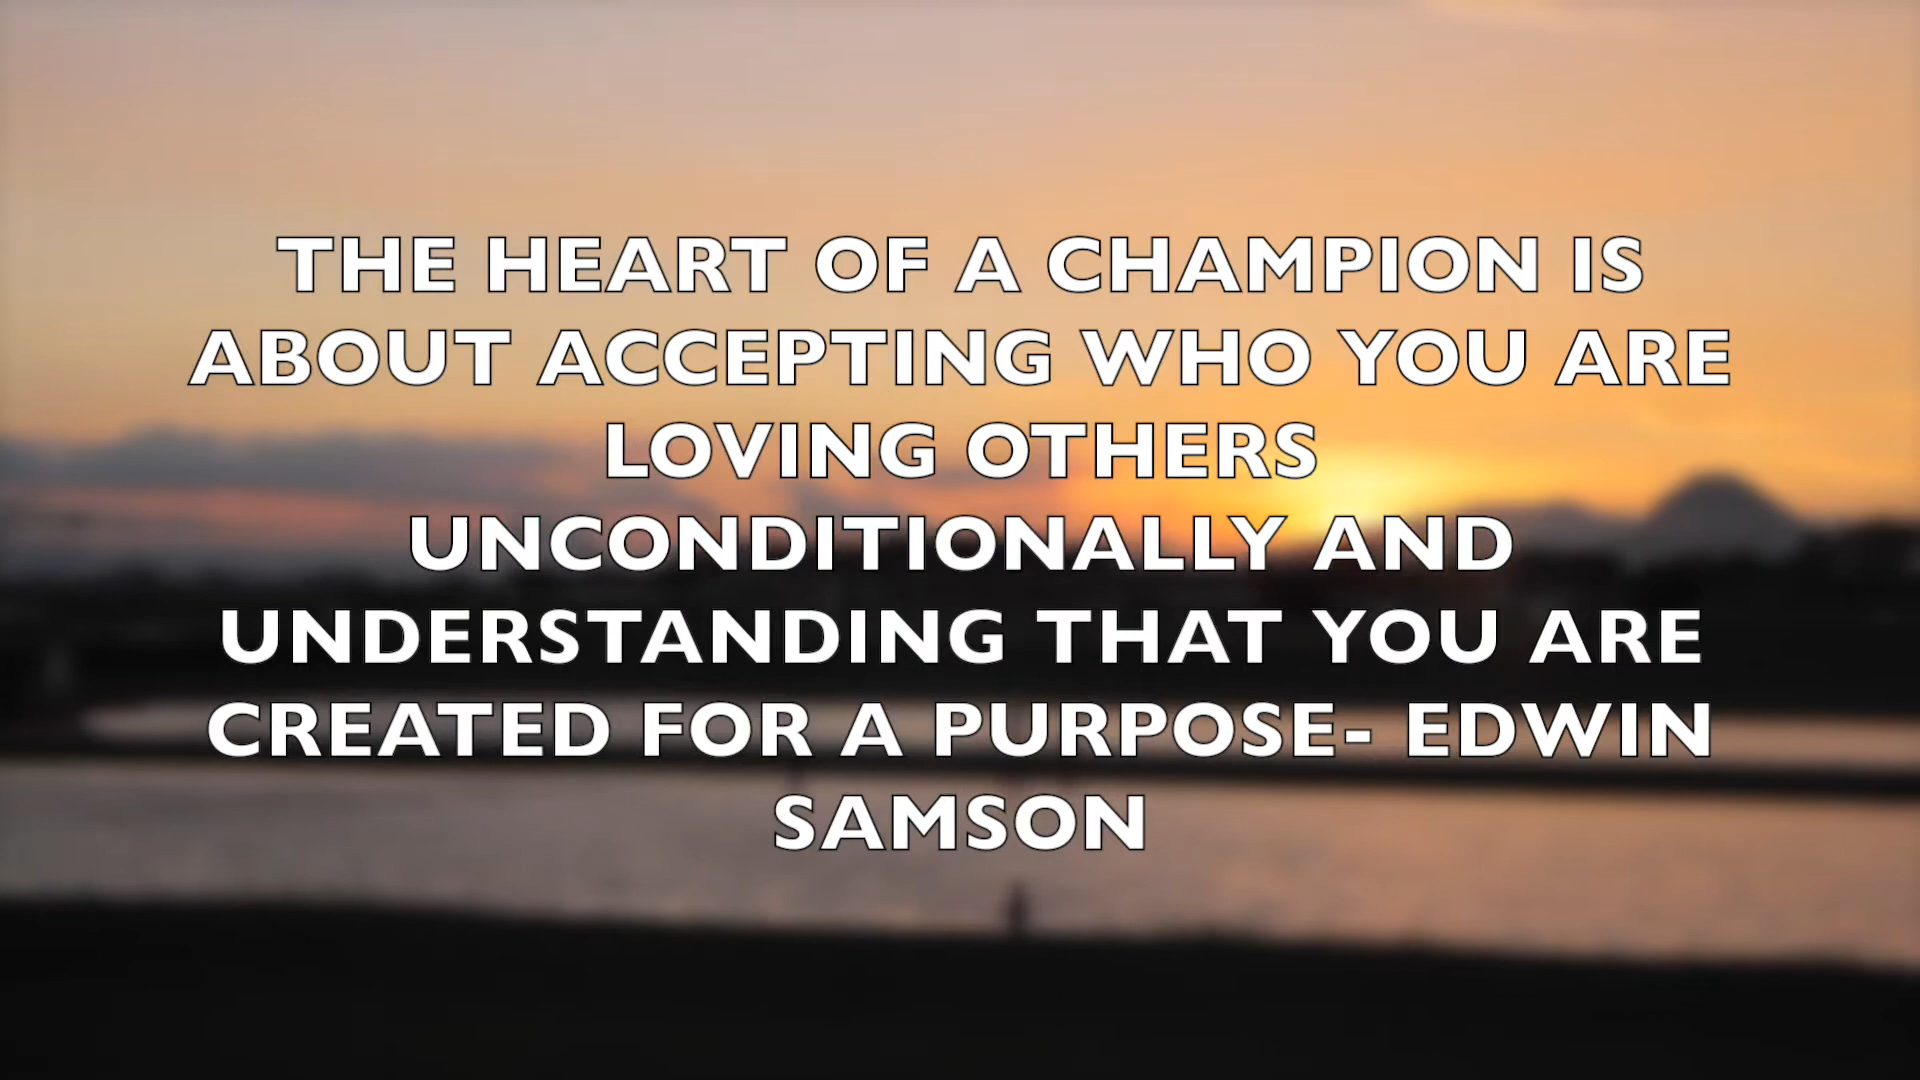 THE HEART OF A CHAMPION IS
ABOUT ACCEPTING WHO YOU ARE
LOVING OTHERS
UNCONDITIONALLY AND
UNDERSTANDING THAT YOU ARE
CREATED FOR A PURPOSE- EDWIN
SAMSON